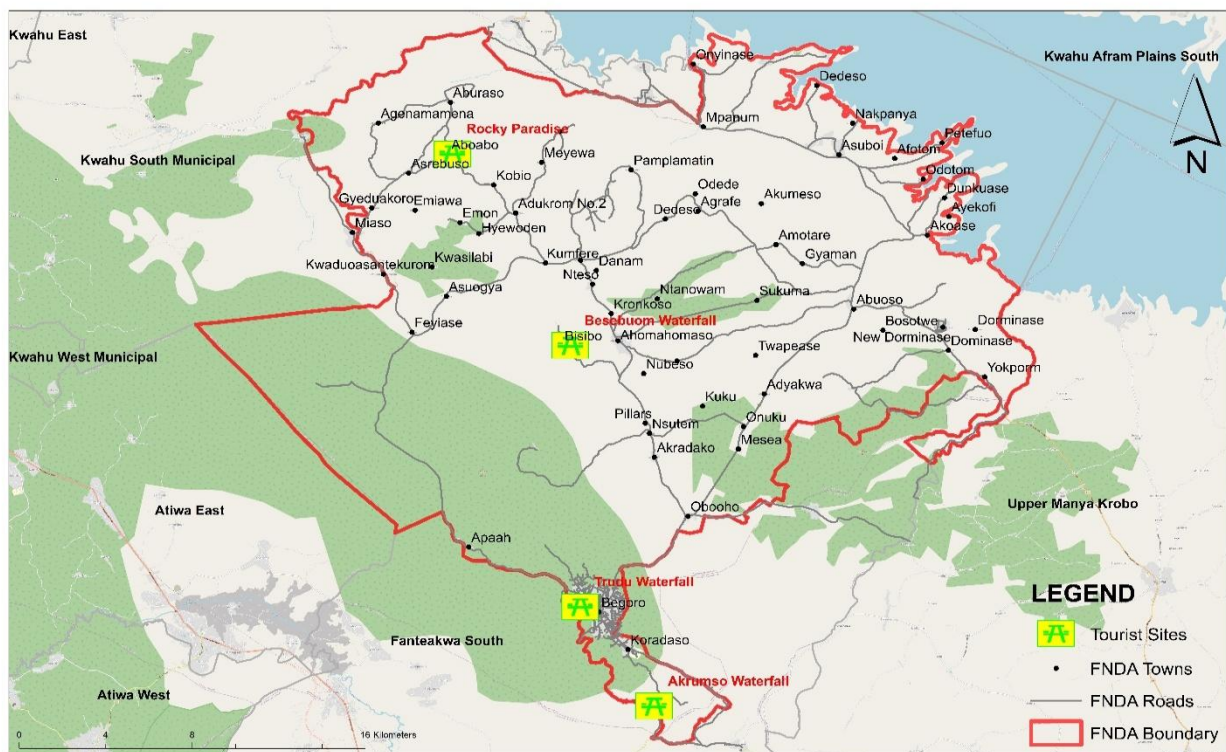 Kwahu East
Onyinase
Kwahu Afram Plains South
Dedeso
Aburaso
Nakpanya
Agenamamena
Mpanum
Petefuo
Rocky Paradise
N
Aboabo
Asuboi
Afotom
Kwahu South Municipal
Meyewa
Pamplamatin
Asrebuso
Odotom
Kobio
Odede
Akumeso
Dunkuase
Gyeduakoro
Emiawa
Adukrom No.2
Agrafe
Ayekofi
Emon
Dedeso
Miaso
Hyewoden
Akoase
Amotare
Kumfere
Kwaduoasantekurom
Kwasilabi
Danam
Gyaman
Nteso
Asuogya
Ntanowam
Sukuma
Kronkoso
Abuoso
Besebuom Waterfall
Feyiase
Bosotwe
Dorminase
Bisibo
Ahomahomaso
New Dorminase
Dominase
Kwahu West Municipal
Twapease
Nubeso
Yokporm
Adyakwa
Kuku
Pillars
Nsutem
Onuku
Akradako
Mesea
Upper Manya Krobo
Atiwa East
Obooho
Apaah
Trudu Waterfall
Begoro
LEGEND
Tourist Sites
Fanteakwa South
Koradaso
FNDA Towns
Akrumso Waterfall
Atiwa West
FNDA Roads
FNDA Boundary
0 4 8 16 Kilometers